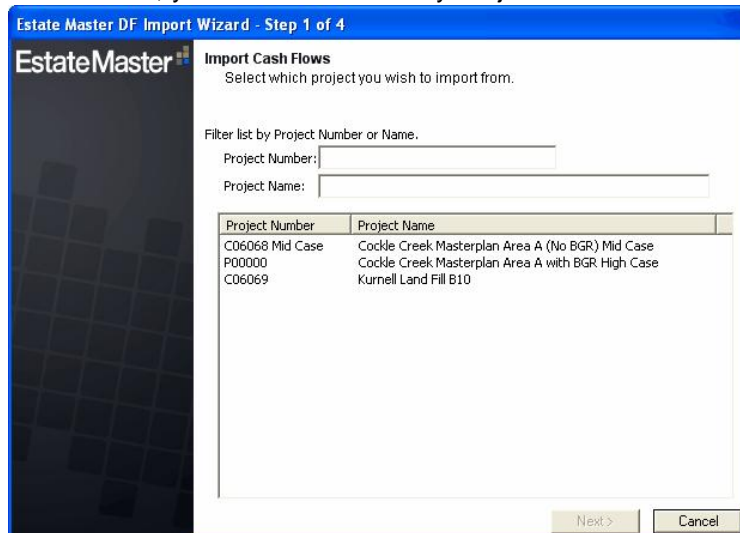 Estate Master DF Import Wizard - Step 1 of 4
EstateMaster
Import Cash Flows
Select which project you wish to import from.
Filter list by Project Number or Name.
Project Number:
Project Name:
Project Number Project Name
C06068 Mid Case Cockle Creek Masterplan Area A (No BGR) Mid Case
P00000 Cockle Creek Masterplan Area A with BGR High Case
C06069 Kurnell Land Fill B10
Next > Cancel